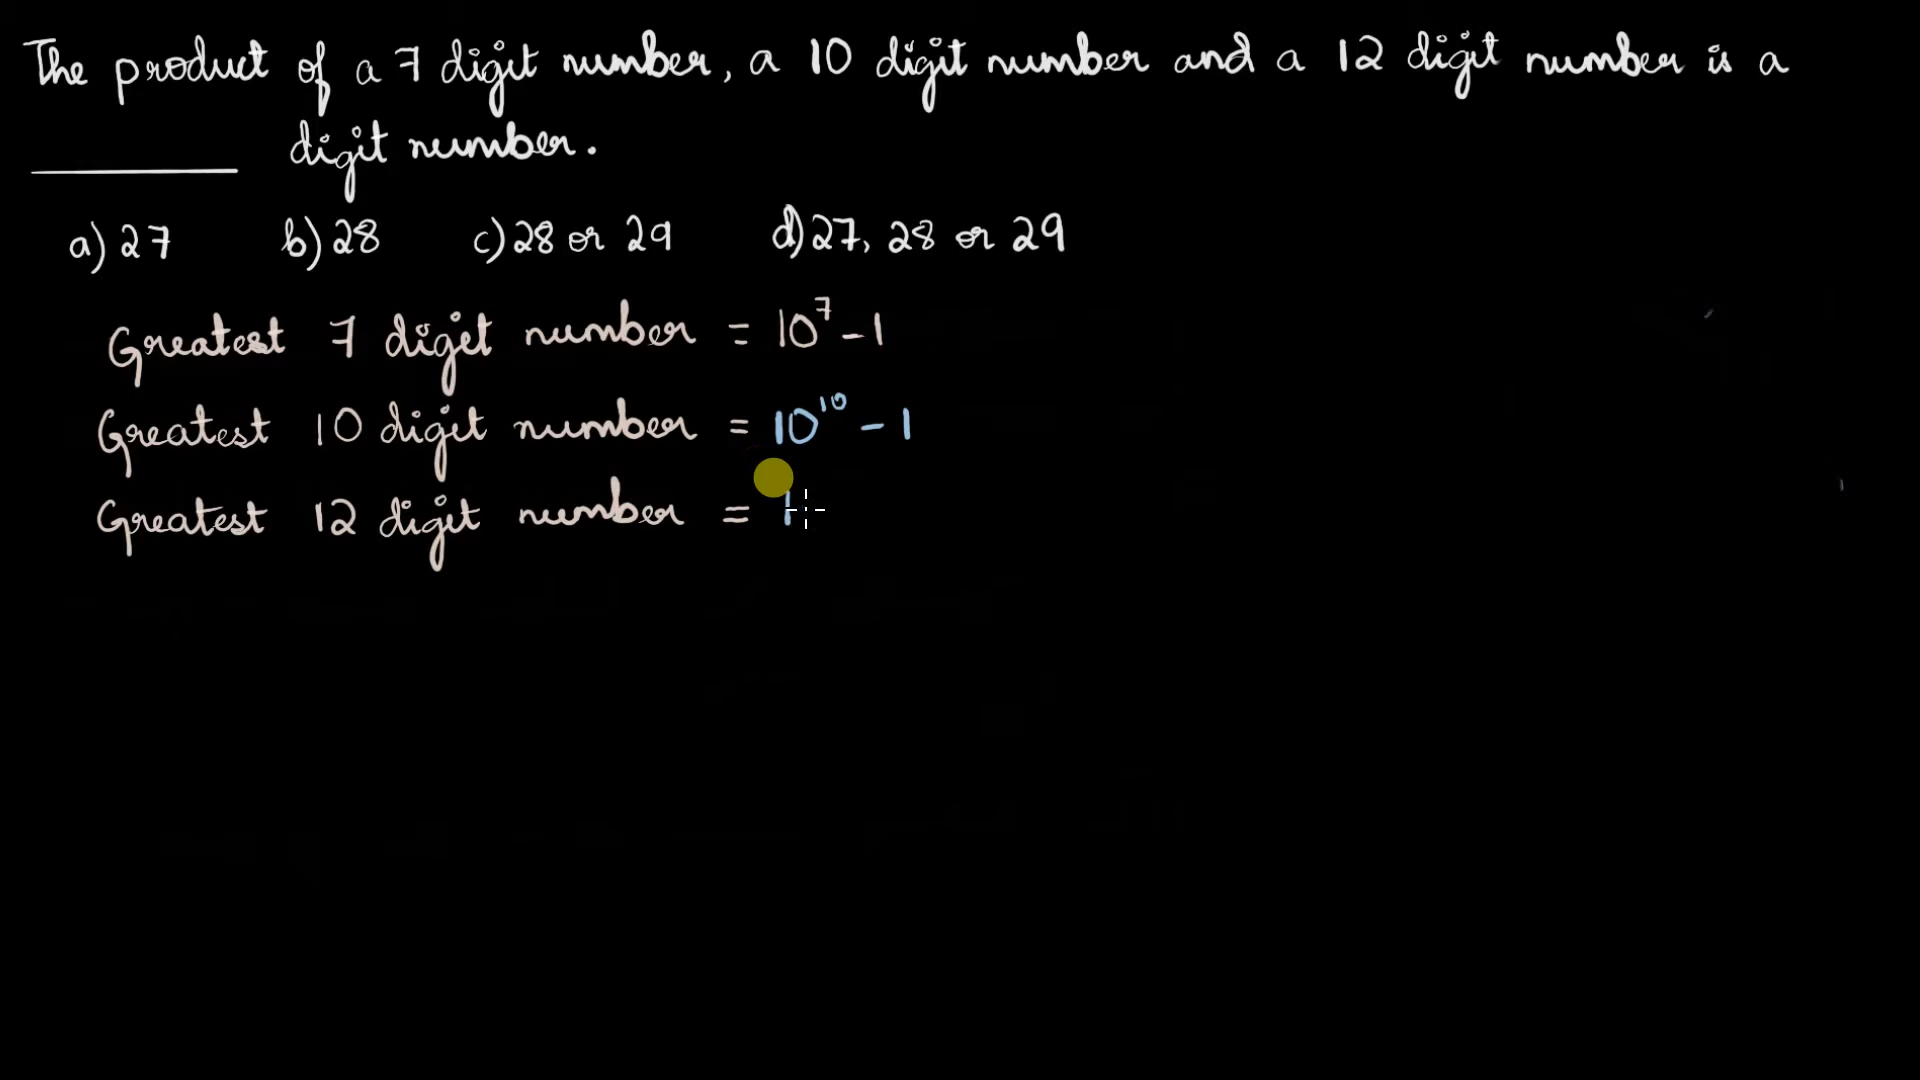 The product of a 7 digit number, a 10 digit number and a 12 digit number is a
________ digit number.
a) 27 b) 28 c) 28 or 29 d) 27, 28 or 29
Greatest 7 digit number = 10⁷ - 1
Greatest 10 digit number = 10¹⁰ - 1
Greatest 12 digit number = 1